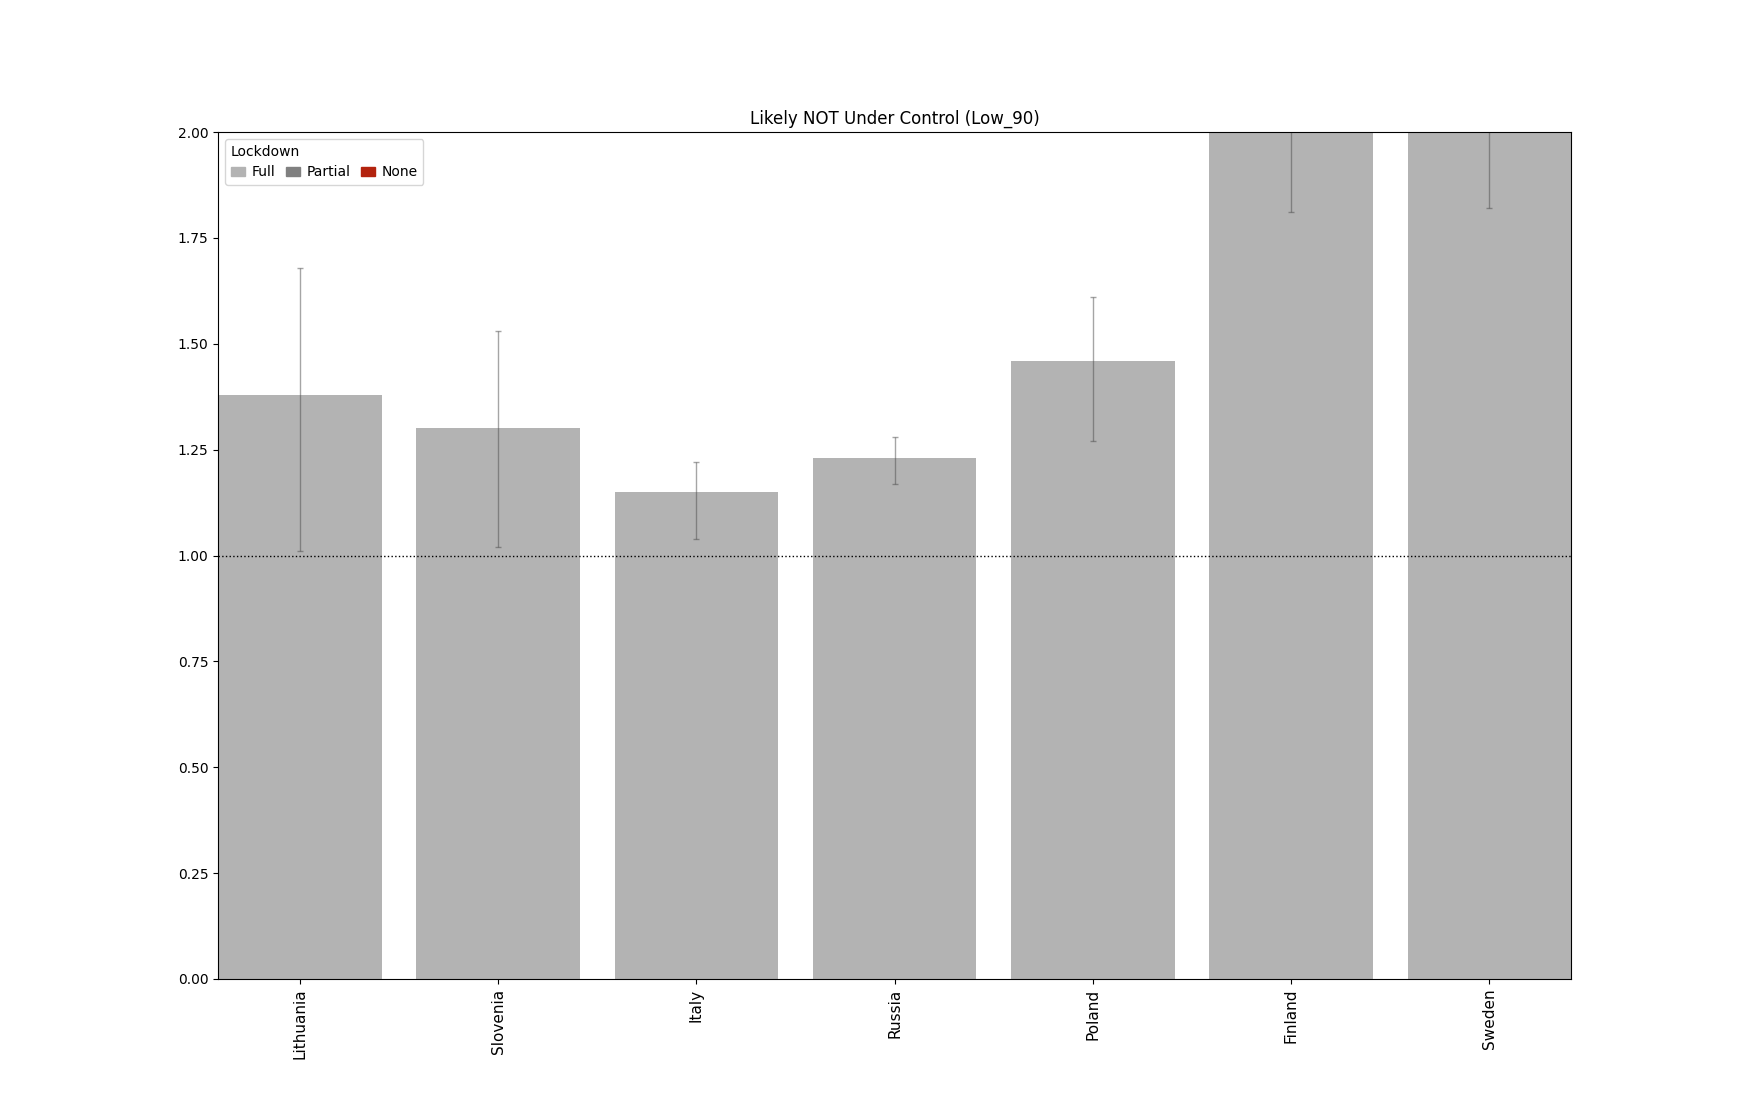 Likely NOT Under Control (Low_90)
Lockdown
Full Partial None
2.00
1.75
1.50
1.25
1.00
0.75
0.50
0.25
0.00
Lithuania
Slovenia
Italy
Russia
Poland
Finland
Sweden